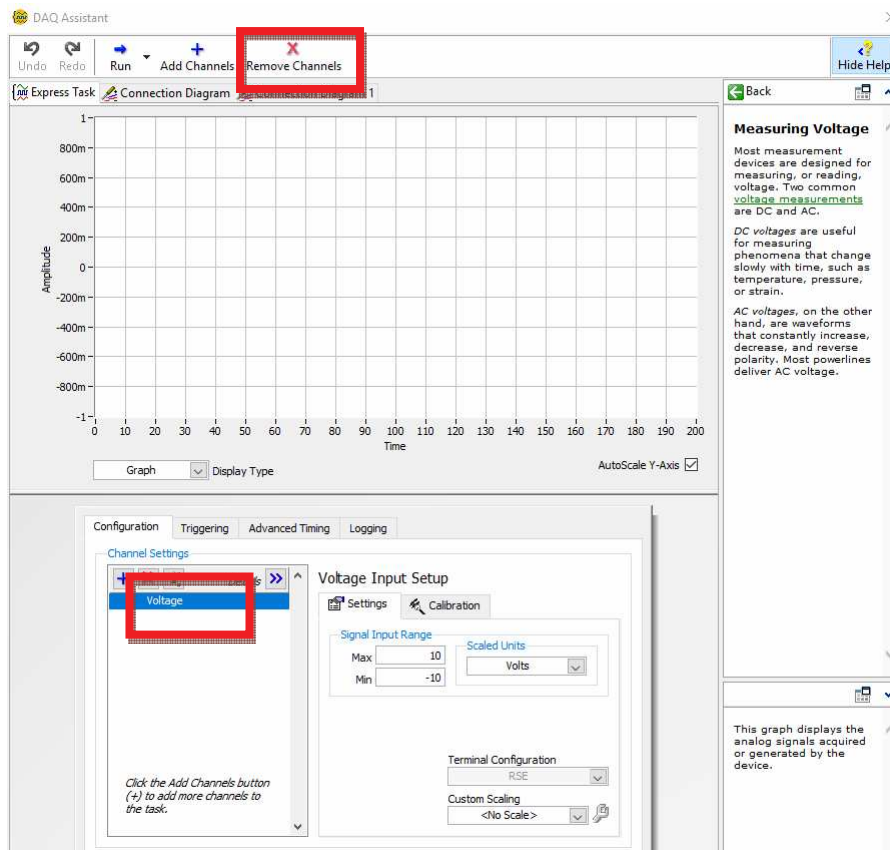 DAQ Assistant
Undo Redo Run Add Channels Remove Channels Hide Help
Express Task Connection Diagram 1
Back
1
800m
600m
400m
200m
0
-200m
-400m
-600m
-800m
-1
Amplitude
0 10 20 30 40 50 60 70 80 90 100 110 120 130 140 150 160 170 180 190 200
Time
Graph Display Type AutoScale Y-Axis
Measuring Voltage
Most measurement
devices are designed for
measuring, or reading,
voltage. Two common
voltage measurements
are DC and AC.
DC voltages are useful
for measuring
phenomena that change
slowly with time, such as
temperature, pressure,
or strain.
AC voltages, on the other
hand, are waveforms
that constantly increase,
decrease, and reverse
polarity. Most powerlines
deliver AC voltage.
Configuration Triggering Advanced Timing Logging
Channel Settings
Voltage
Click the Add Channels button
(+) to add more channels to
the task.
Voltage Input Setup
Settings Calibration
Signal Input Range
Max 10
Min -10
Scaled Units
Volts
Terminal Configuration
RSE
Custom Scaling
<No Scale>
This graph displays the
analog signals acquired
or generated by the
device.